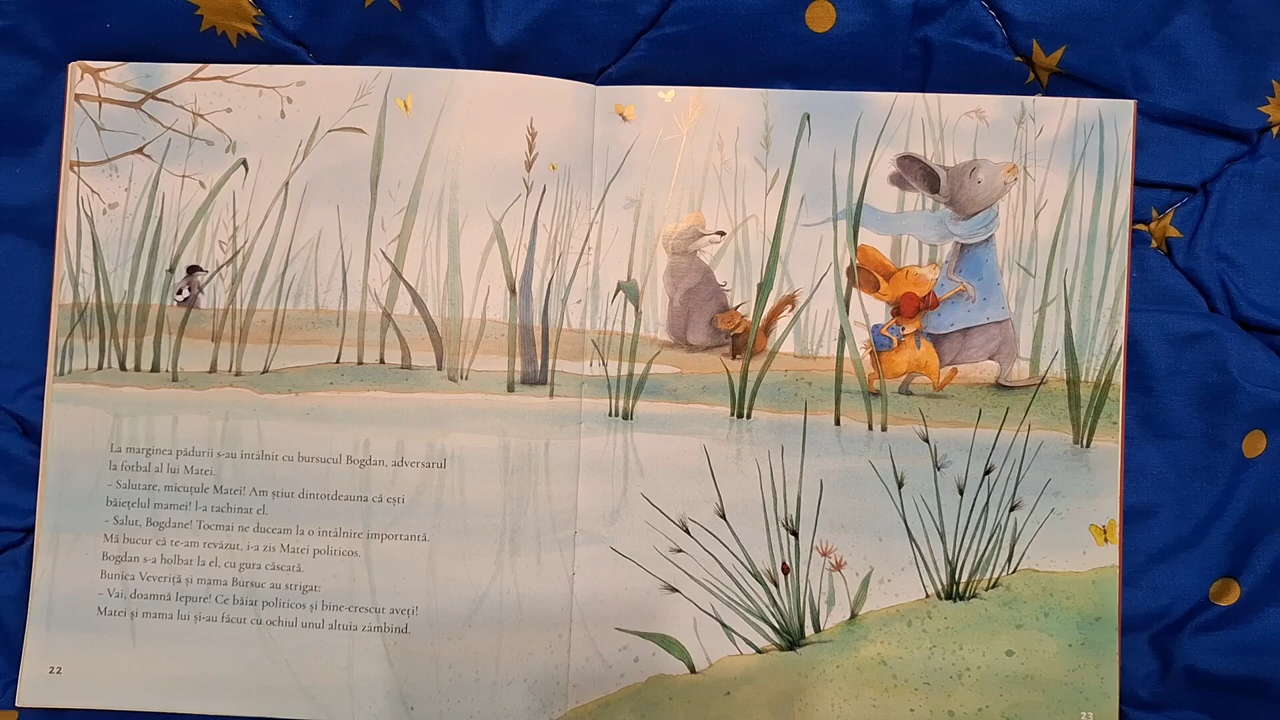 La marginea pădurii s-au întâlnit cu bursucul Bogdan, adversarul
la fotbal al lui Matei.
- Salutare, micuțule Matei! Am știut dintotdeauna că ești
băiețelul mamei! l-a tachinat el.
- Salut, Bogdane! Tocmai ne duceam la o întâlnire importantă.
Mă bucur că te-am revăzut, i-a zis Matei politicos.
Bogdan s-a holbat la el, cu gura căscată.
Bunica Veveriță și mama Bursuc au strigat:
- Vai, doamnă Iepure! Ce băiat politicos și bine-crescut aveți!
Matei și mama lui și-au făcut cu ochiul unul altuia zâmbind.
22
23